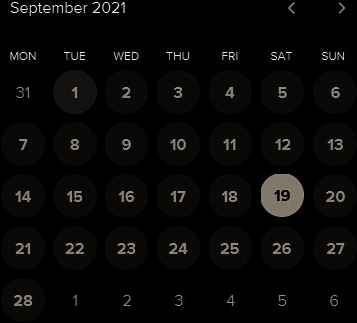 September 2021
MON TUE WED THU FRI SAT SUN
31 1 2 3 4 5 6
7 8 9 10 11 12 13
14 15 16 17 18 19 20
21 22 23 24 25 26 27
28 1 2 3 4 5 6